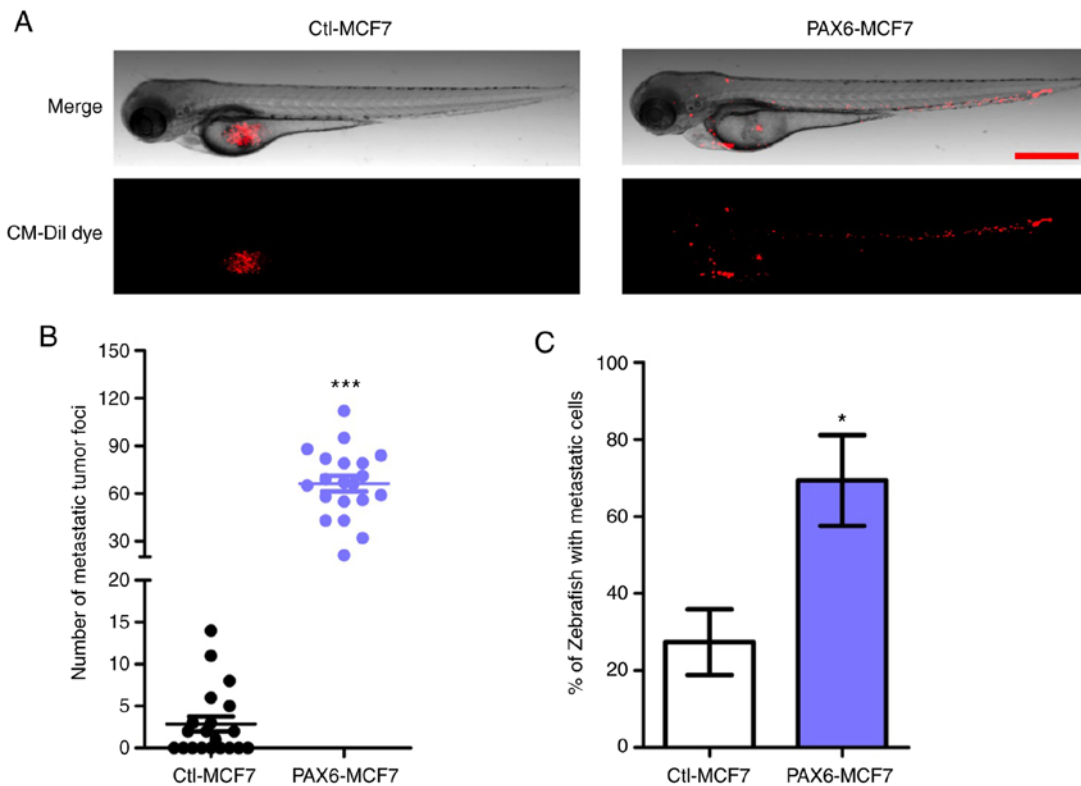 A
Ctl-MCF7
PAX6-MCF7
Merge
CM-Dil dye
B
Number of metastatic tumor foci
150
120
90
60
30
20
15
10
5
0
***
Ctl-MCF7
PAX6-MCF7
C
% of Zebrafish with metastatic cells
100
80
60
40
20
0
*
Ctl-MCF7
PAX6-MCF7